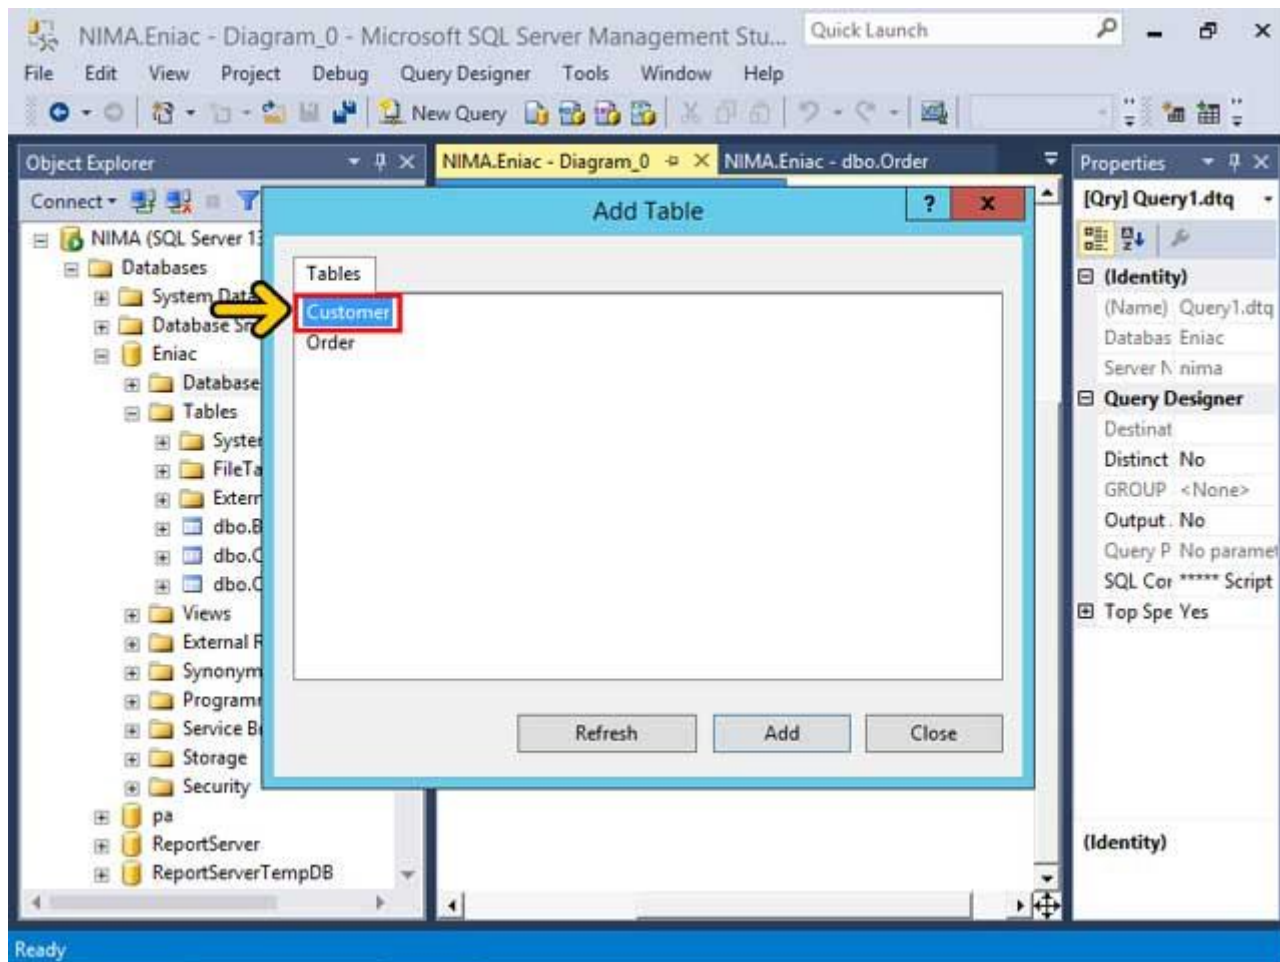 NIMA.Eniac - Diagram_0 - Microsoft SQL Server Management Stu...
Quick Launch
File Edit View Project Debug Query Designer Tools Window Help
New Query
Object Explorer
NIMA.Eniac - Diagram_0
NIMA.Eniac - dbo.Order
Properties
Connect
[Qry] Query1.dtq
Add Table
?
NIMA (SQL Server 13
Databases
System Data
Database Sn
Eniac
Database
Tables
System
FileTa
Extern
dbo.B
dbo.C
dbo.O
Views
External R
Synonym
Program
Service B
Storage
Security
pa
ReportServer
ReportServerTempDB
Tables
Customer
Order
Refresh
Add
Close
(Identity)
(Name) Query1.dtq
Databas Eniac
Server N nima
Query Designer
Destinat
Distinct No
GROUP <None>
Output. No
Query P No paramet
SQL Cor ***** Script
Top Spe Yes
(Identity)
Ready